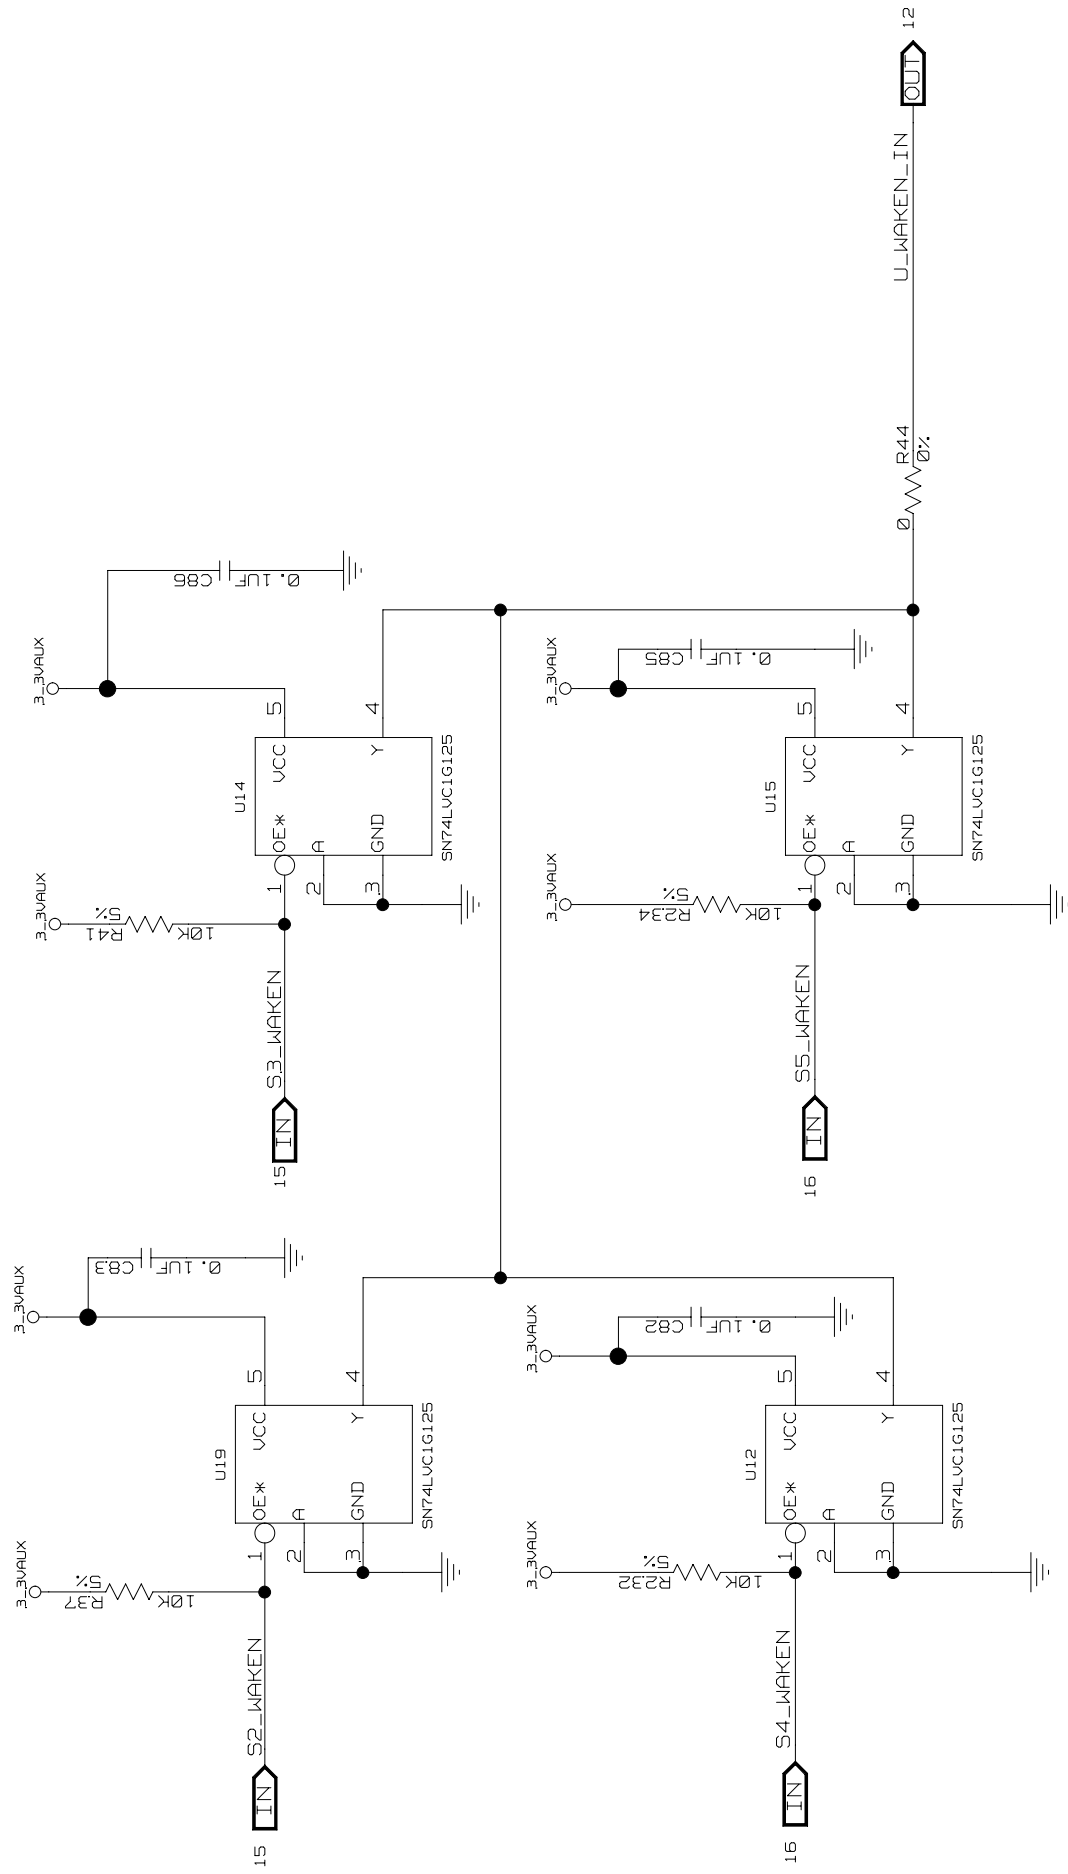 3_3VAUX
R37
5%
10K
15
IN
S2_WAKEN
1
OE*
2
A
3
GND
U19
VCC
5
Y
4
SN74LVC1G125
3_3VAUX
C83
0.1UF
3_3VAUX
R41
5%
10K
15
IN
S3_WAKEN
1
OE*
2
A
3
GND
U14
VCC
5
Y
4
SN74LVC1G125
3_3VAUX
C86
0.1UF
3_3VAUX
R232
5%
10K
16
IN
S4_WAKEN
1
OE*
2
A
3
GND
U12
VCC
5
Y
4
SN74LVC1G125
3_3VAUX
C82
0.1UF
3_3VAUX
R234
5%
10K
16
IN
S5_WAKEN
1
OE*
2
A
3
GND
U15
VCC
5
Y
4
SN74LVC1G125
3_3VAUX
C85
0.1UF
0
R44
0%
U_WAKEN_IN
OUT
12